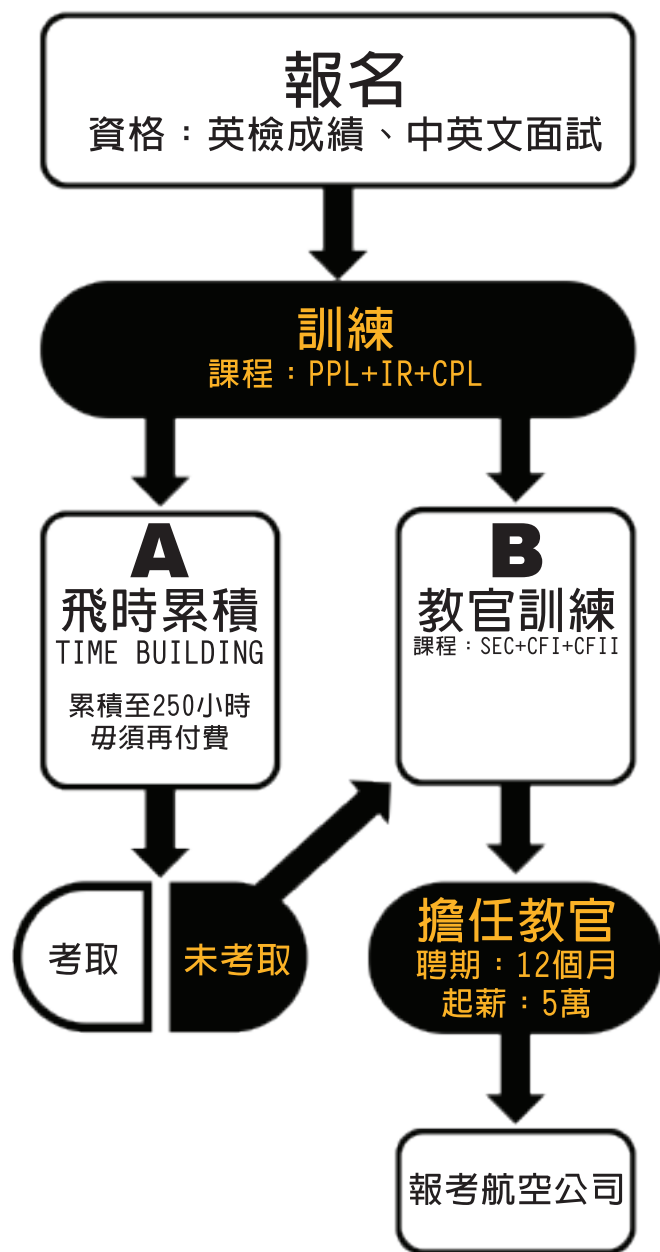 報名
資格：英檢成績、中英文面試
訓練
課程：PPL+IR+CPL
A
飛時累積
TIME BUILDING
累積至250小時
毋須再付費
B
教官訓練
課程：SEC+CFI+CFII
考取
未考取
擔任教官
聘期：12個月
起薪：5萬
報考航空公司